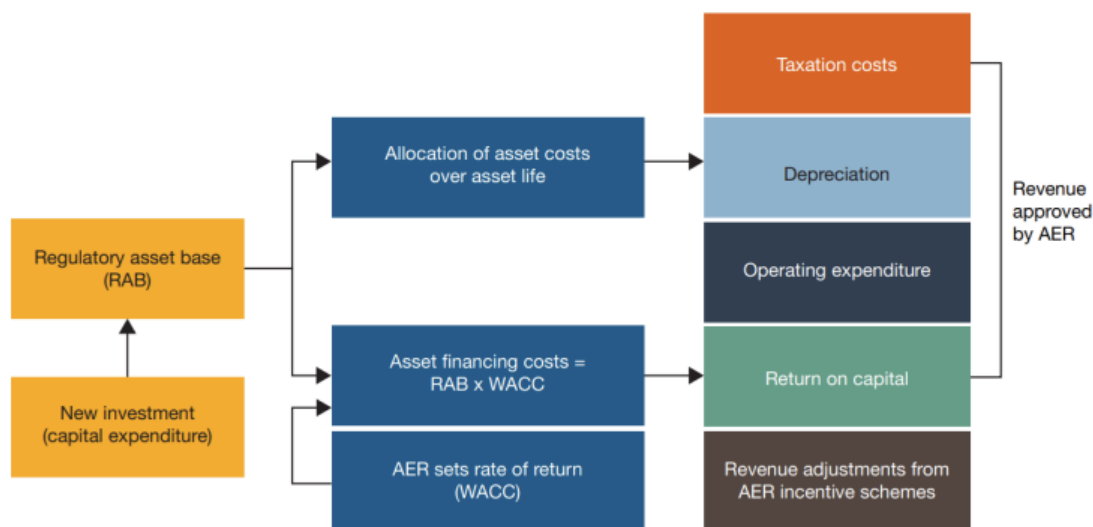 Taxation costs
Allocation of asset costs
over asset life
Depreciation
Revenue
approved
by AER
Regulatory asset base
(RAB)
Operating expenditure
Asset financing costs =
RAB x WACC
Return on capital
New investment
(capital expenditure)
AER sets rate of return
(WACC)
Revenue adjustments from
AER incentive schemes